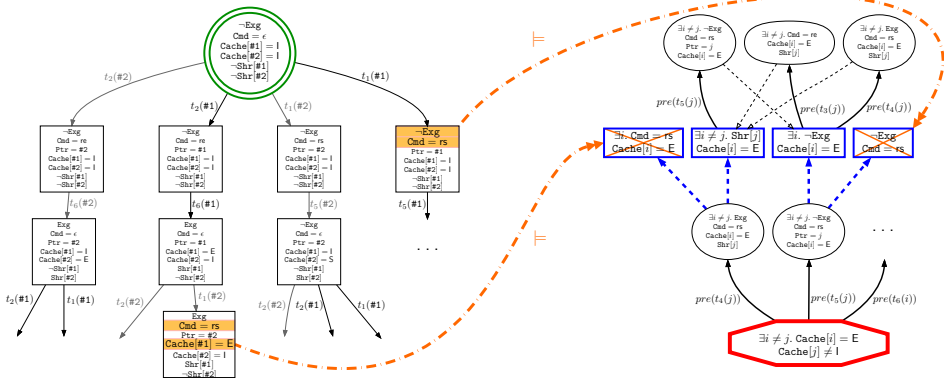 ¬Exg
Cmd = ϵ
Cache[#1] = I
Cache[#2] = I
¬Shr[#1]
¬Shr[#2]
t₂(#2)
t₂(#1)
t₁(#2)
t₁(#1)
¬Exg
Cmd = re
Ptr = #2
Cache[#1] = I
Cache[#2] = I
¬Shr[#1]
¬Shr[#2]
¬Exg
Cmd = re
Ptr = #1
Cache[#1] = I
Cache[#2] = I
¬Shr[#1]
¬Shr[#2]
¬Exg
Cmd = rs
Ptr = #2
Cache[#1] = I
Cache[#2] = I
¬Shr[#1]
¬Shr[#2]
¬Exg
Cmd = rs
Ptr = #1
Cache[#1] = I
Cache[#2] = I
¬Shr[#1]
¬Shr[#2]
t₆(#2)
t₆(#1)
t₅(#2)
t₅(#1)
Exg
Cmd = ϵ
Ptr = #2
Cache[#1] = I
Cache[#2] = E
¬Shr[#1]
Shr[#2]
Exg
Cmd = ϵ
Ptr = #1
Cache[#1] = E
Cache[#2] = I
Shr[#1]
¬Shr[#2]
¬Exg
Cmd = ϵ
Ptr = #2
Cache[#1] = I
Cache[#2] = S
¬Shr[#1]
Shr[#2]
. . .
t₂(#1)
t₁(#1)
t₂(#2)
t₁(#2)
t₂(#2)
t₂(#1)
t₁(#1)
Exg
Cmd = rs
Ptr = #2
Cache[#1] = E
Cache[#2] = I
Shr[#1]
¬Shr[#2]
⊨
⊨
∃i ≠ j. ¬Exg
Cmd = rs
Ptr = j
Cache[i] = E
∃i ≠ j. Cmd = re
Cache[i] = E
Shr[j]
∃i ≠ j. Exg
Cmd = rs
Cache[i] = E
Shr[j]
pre(t₅(j))
pre(t₃(j))
pre(t₄(j))
∃i. Cmd = rs
Cache[i] = E
∃i ≠ j. Shr[j]
Cache[i] = E
∃i. ¬Exg
Cache[i] = E
¬Exg
Cmd = rs
∃i ≠ j. Exg
Cmd = rs
Cache[i] = E
Shr[j]
∃i ≠ j. ¬Exg
Cmd = rs
Ptr = j
Cache[i] = E
. . .
pre(t₄(j))
pre(t₅(j))
pre(t₆(i))
∃i ≠ j. Cache[i] = E
Cache[j] ≠ I